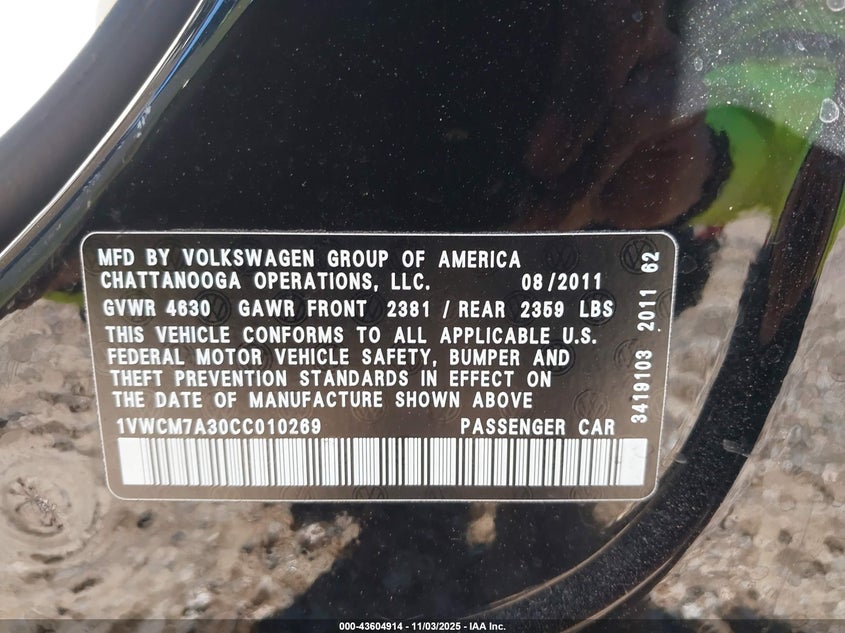 MFD BY VOLKSWAGEN GROUP OF AMERICA
CHATTANOOGA OPERATIONS, LLC. 08/2011
GVWR 4630 GAWR FRONT 2381 / REAR 2359 LBS
THIS VEHICLE CONFORMS TO ALL APPLICABLE U.S.
FEDERAL MOTOR VEHICLE SAFETY, BUMPER AND
THEFT PREVENTION STANDARDS IN EFFECT ON
THE DATE OF MANUFACTURE SHOWN ABOVE
1VWCM7A30CC010269 PASSENGER CAR
3419103 2011 62
000-43604914 - 11/03/2025 - IAA Inc.